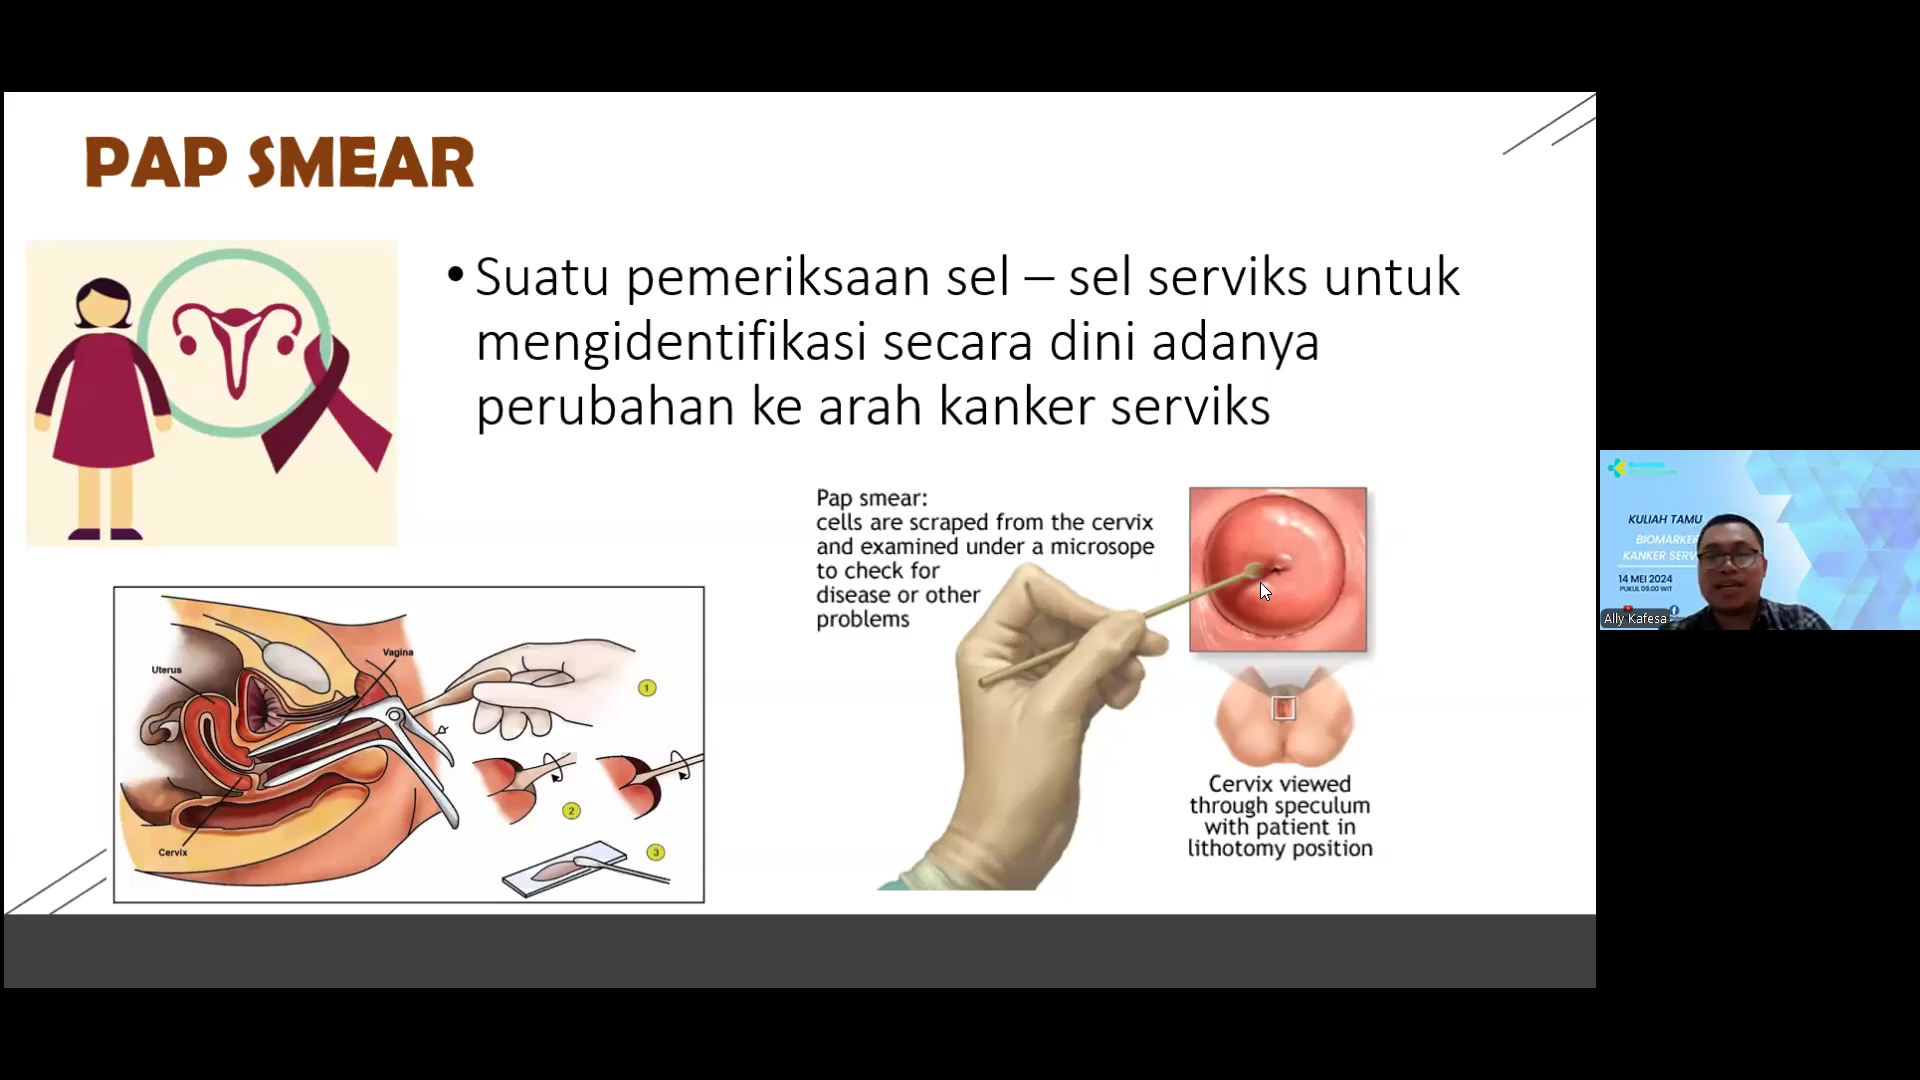 PAP SMEAR
• Suatu pemeriksaan sel – sel serviks untuk
mengidentifikasi secara dini adanya
perubahan ke arah kanker serviks
Pap smear:
cells are scraped from the cervix
and examined under a microsope
to check for
disease or other
problems
Uterus
Vagina
Cervix
1
2
3
Cervix viewed
through speculum
with patient in
lithotomy position
KULIAH TAMU
BIOMARKER
KANKER SERV
14 MEI 2024
PUKUL 09.00 WIT
Ally Kafesa